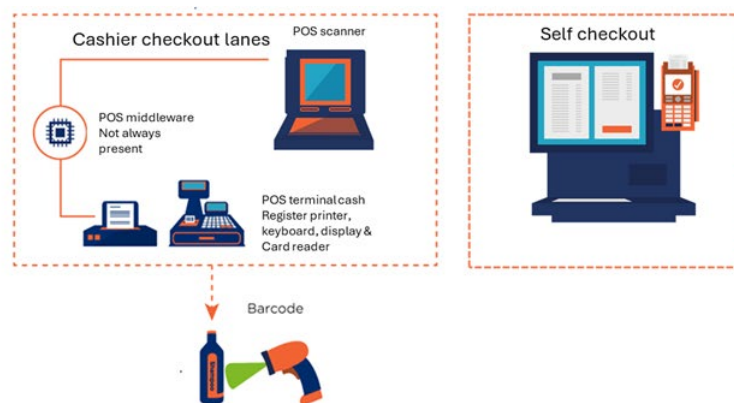 Cashier checkout lanes
POS scanner
POS middleware
Not always
present
POS terminal cash
Register printer,
keyboard, display &
Card reader
Self checkout
Barcode
Shampoo